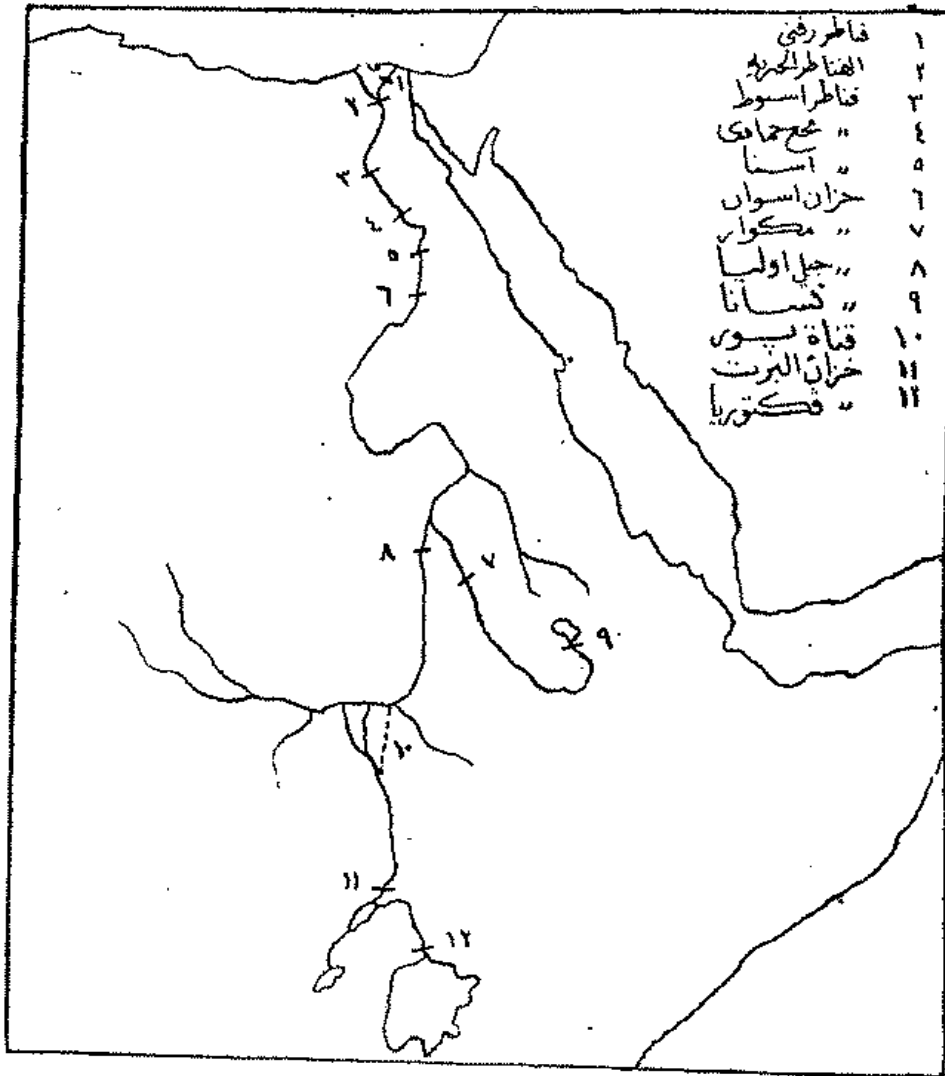 ١ قناطر زفتى
٢ القناطر الخيرية
٣ قناطر اسيوط
٤ " نجع حمادى
٥ " اسنا
٦ خزان اسوان
٧ " مكوار
٨ " جبل اوليا
٩ " تسانا
١٠ قناة
١١ خزان البرت
١٢ " فكتوريا
١
٢
٣
٤
٥
٦
٨
٧
٩
١٠
١١
١٢